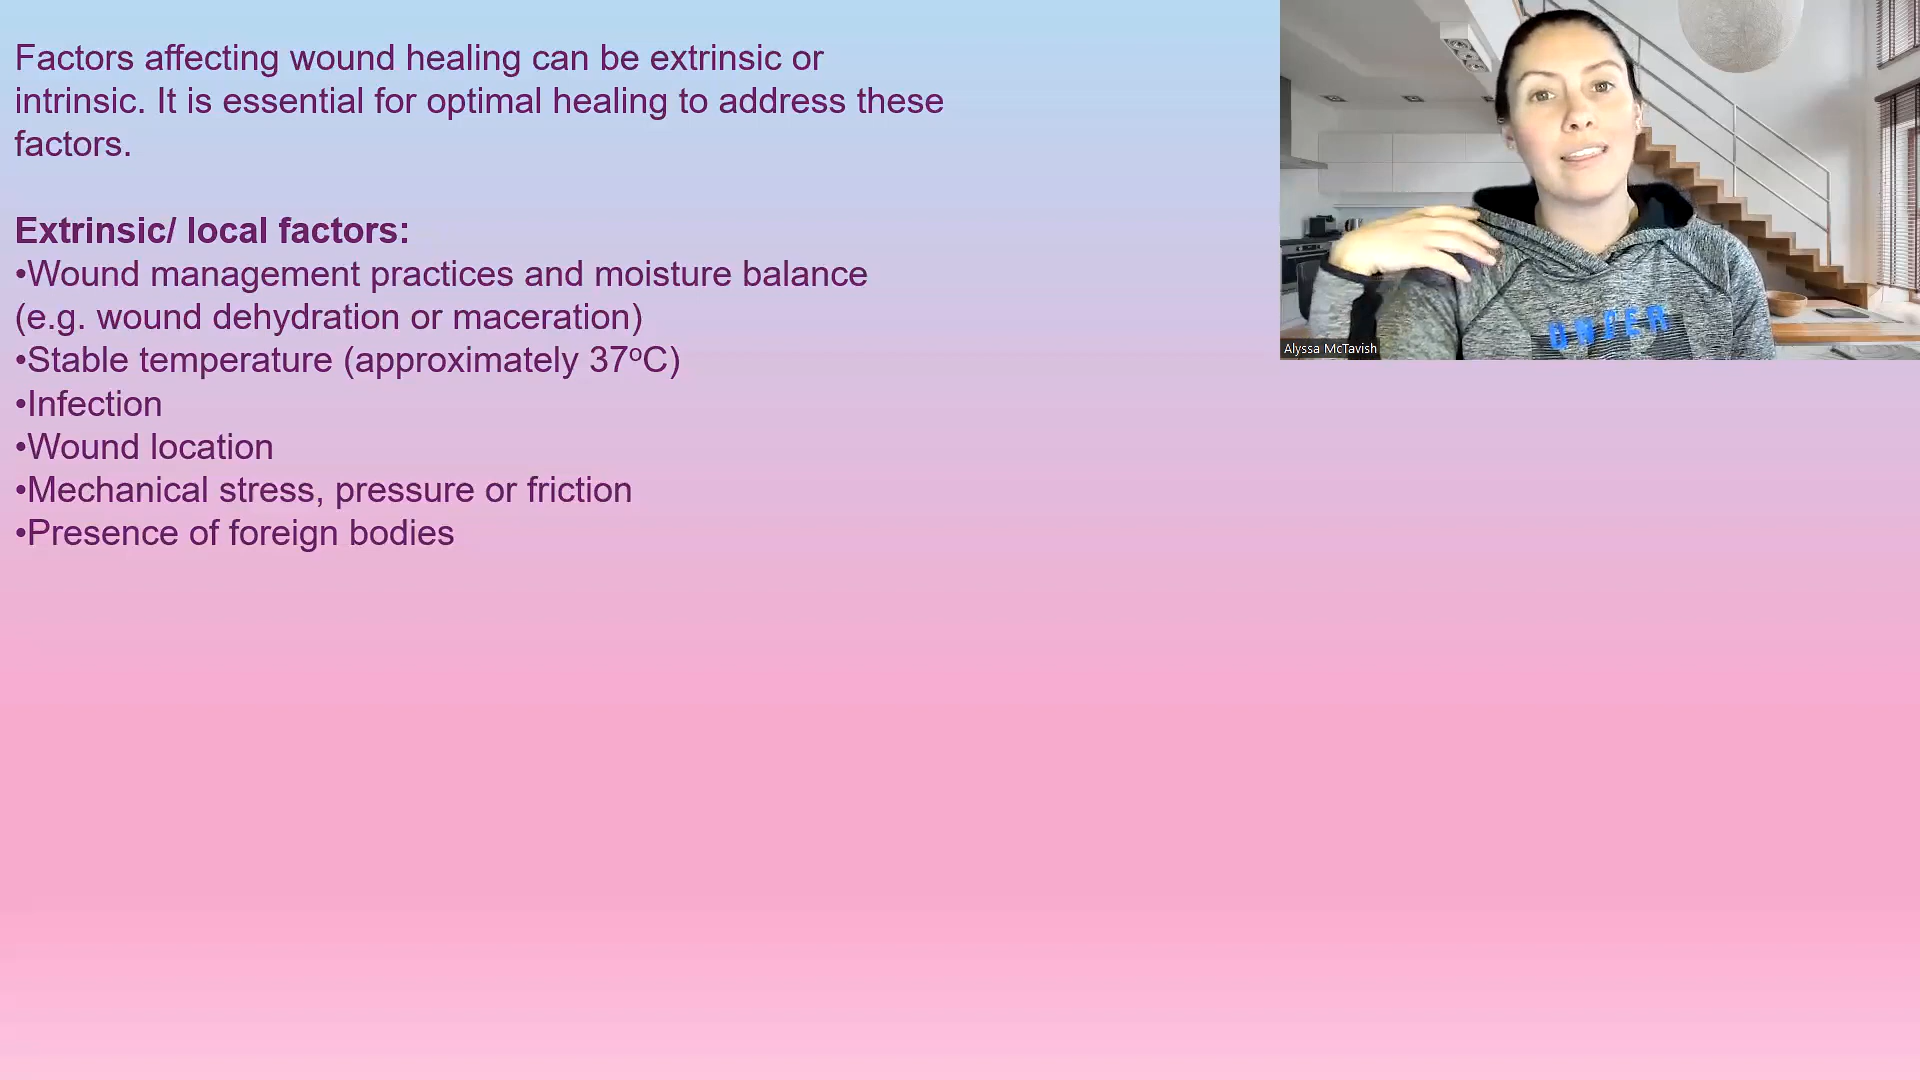 Factors affecting wound healing can be extrinsic or
intrinsic. It is essential for optimal healing to address these
factors.
Extrinsic/ local factors:
•Wound management practices and moisture balance
(e.g. wound dehydration or maceration)
•Stable temperature (approximately 37ºC)
•Infection
•Wound location
•Mechanical stress, pressure or friction
•Presence of foreign bodies
UNDER
Alyssa McTavish